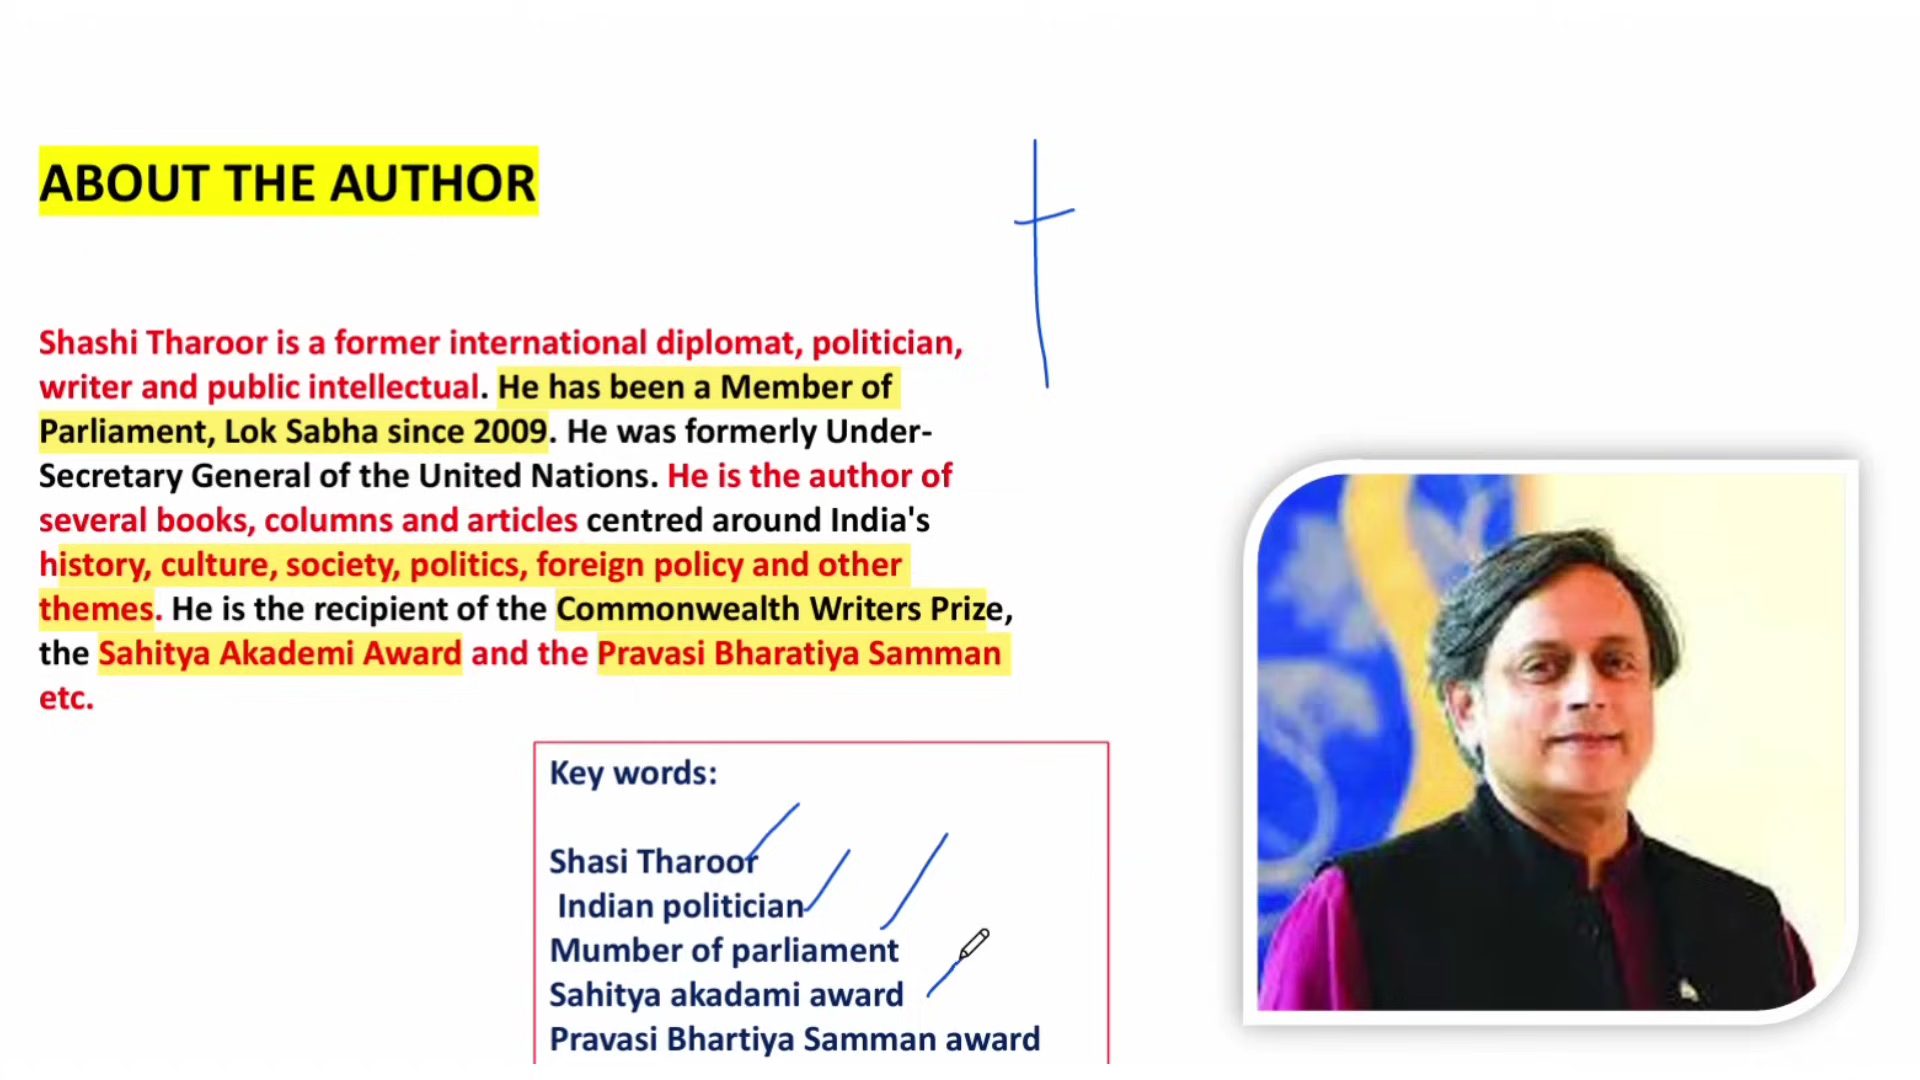 ABOUT THE AUTHOR
Shashi Tharoor is a former international diplomat, politician,
writer and public intellectual. He has been a Member of
Parliament, Lok Sabha since 2009. He was formerly Under-
Secretary General of the United Nations. He is the author of
several books, columns and articles centred around India's
history, culture, society, politics, foreign policy and other
themes. He is the recipient of the Commonwealth Writers Prize,
the Sahitya Akademi Award and the Pravasi Bharatiya Samman
etc.
Key words:
Shasi Tharoor
Indian politician
Mumber of parliament
Sahitya akadami award
Pravasi Bhartiya Samman award